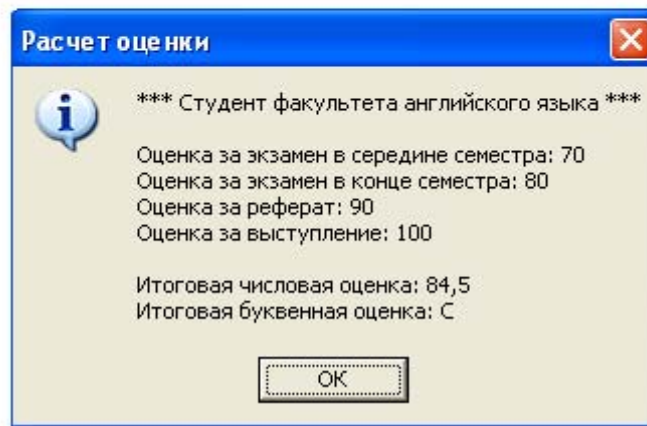 Расчет оценки
*** Студент факультета английского языка ***
Оценка за экзамен в середине семестра: 70
Оценка за экзамен в конце семестра: 80
Оценка за реферат: 90
Оценка за выступление: 100
Итоговая числовая оценка: 84,5
Итоговая буквенная оценка: C
OK